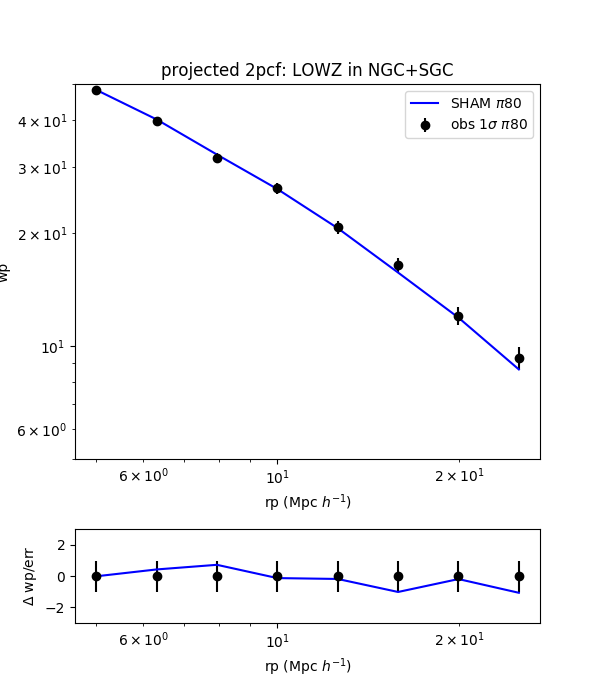 projected 2pcf: LOWZ in NGC+SGC
SHAM π80
obs 1σ π80
4 × 10¹
3 × 10¹
2 × 10¹
10¹
6 × 10⁰
wp
6 × 10⁰ 10¹ 2 × 10¹
rp (Mpc h⁻¹)
2
0
−2
Δ wp/err
6 × 10⁰ 10¹ 2 × 10¹
rp (Mpc h⁻¹)